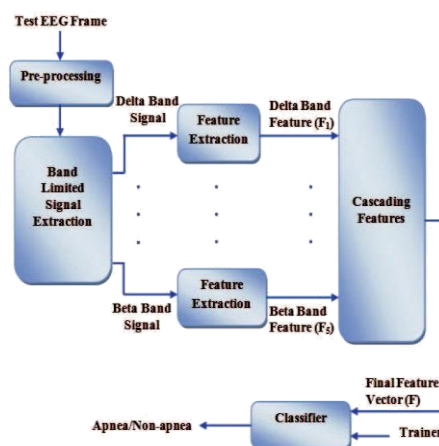 Test EEG Frame
Pre-processing
Delta Band
Signal
Feature
Extraction
Delta Band
Feature (F₁)
Band
Limited
Signal
Extraction
Cascading
Features
Beta Band
Signal
Feature
Extraction
Beta Band
Feature (F₅)
Final Feature
Vector (F)
Classifier
Apnea/Non-apnea
Trainer